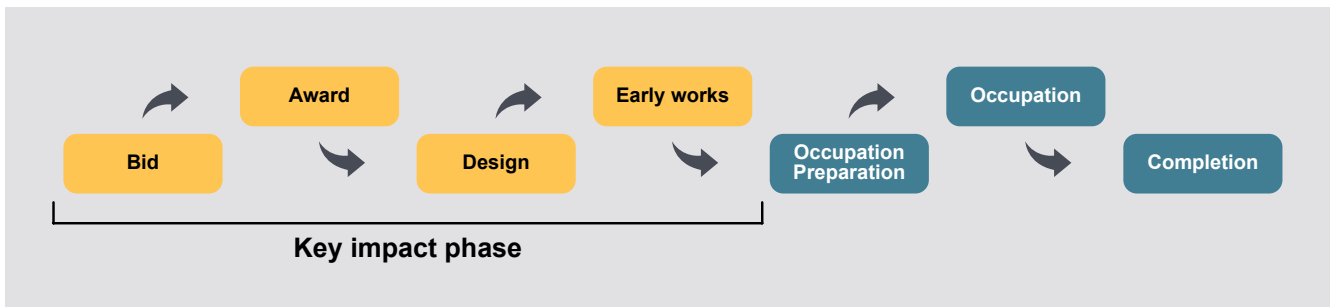 Bid
Award
Design
Early works
Occupation
Preparation
Occupation
Completion
Key impact phase